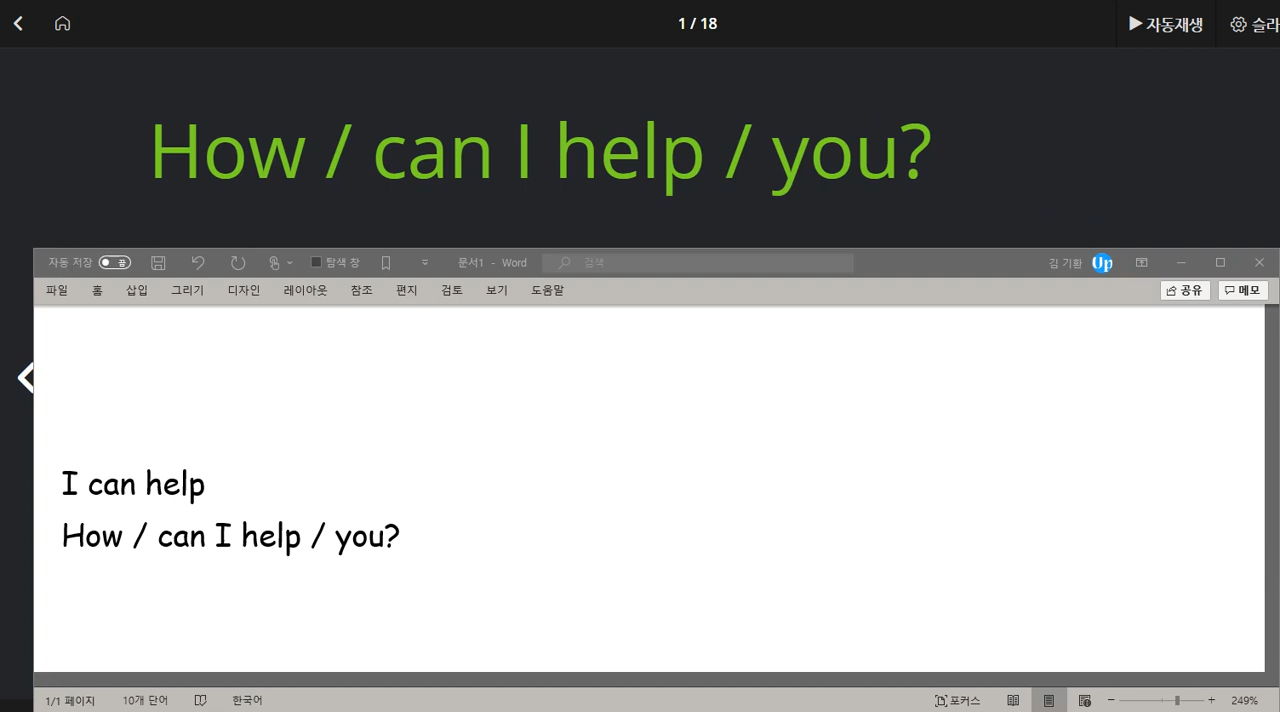 1 / 18
자동재생
슬라
How / can I help / you?
자동 저장 끔 탐색 창 문서1 - Word 검색 김 기환 Up
파일 홈 삽입 그리기 디자인 레이아웃 참조 편지 검토 보기 도움말 공유 메모
I can help
How / can I help / you?
1/1 페이지 10개 단어 한국어 포커스 249%